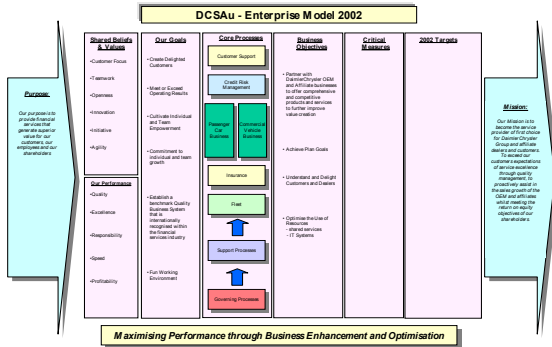 DCSAu - Enterprise Model 2002
Purpose:
Our purpose is to
provide financial
services that
generate superior
value for our
customers, our
employees and our
shareholders
Shared Beliefs
& Values
•Customer Focus
•Teamwork
•Openness
•Innovation
•Initiative
•Agility
Our Performance
•Quality
•Excellence
•Responsibility
•Speed
•Profitability
Our Goals
• Create Delighted
Customers
• Meet or Exceed
Operating Results
• Cultivate Individual
and Team
Empowerment
• Commitment to
individual and team
growth
• Establish a
benchmark Quality
Business System
that is
internationally
recognised within
the financial
services industry
• Fun Working
Environment
Core Processes
Customer Support
Credit Risk
Management
Passenger
Car
Business
Commercial
Vehicle
Business
Insurance
Fleet
Support Processes
Governing Processes
Business
Objectives
• Partner with
DaimlerChrysler OEM
and Affiliate businesses
to offer comprehensive
and competitive
products and services
to further improve
value-creation
• Achieve Plan Goals
• Understand and Delight
Customers and Dealers
• Optimise the Use of
Resources
- shared services
- IT Systems
Critical
Measures
2002 Targets
Mission:
Our Mission is to
become the service
provider of first choice
for Daimler Chrysler
Group and affiliate
dealers and customers.
To exceed our
customers expectations
of service excellence
through quality
management, to
proactively assist in
the sales growth of the
OEM and affiliates
whilst meeting the
return on equity
objectives of our
shareholders.
Maximising Performance through Business Enhancement and Optimisation